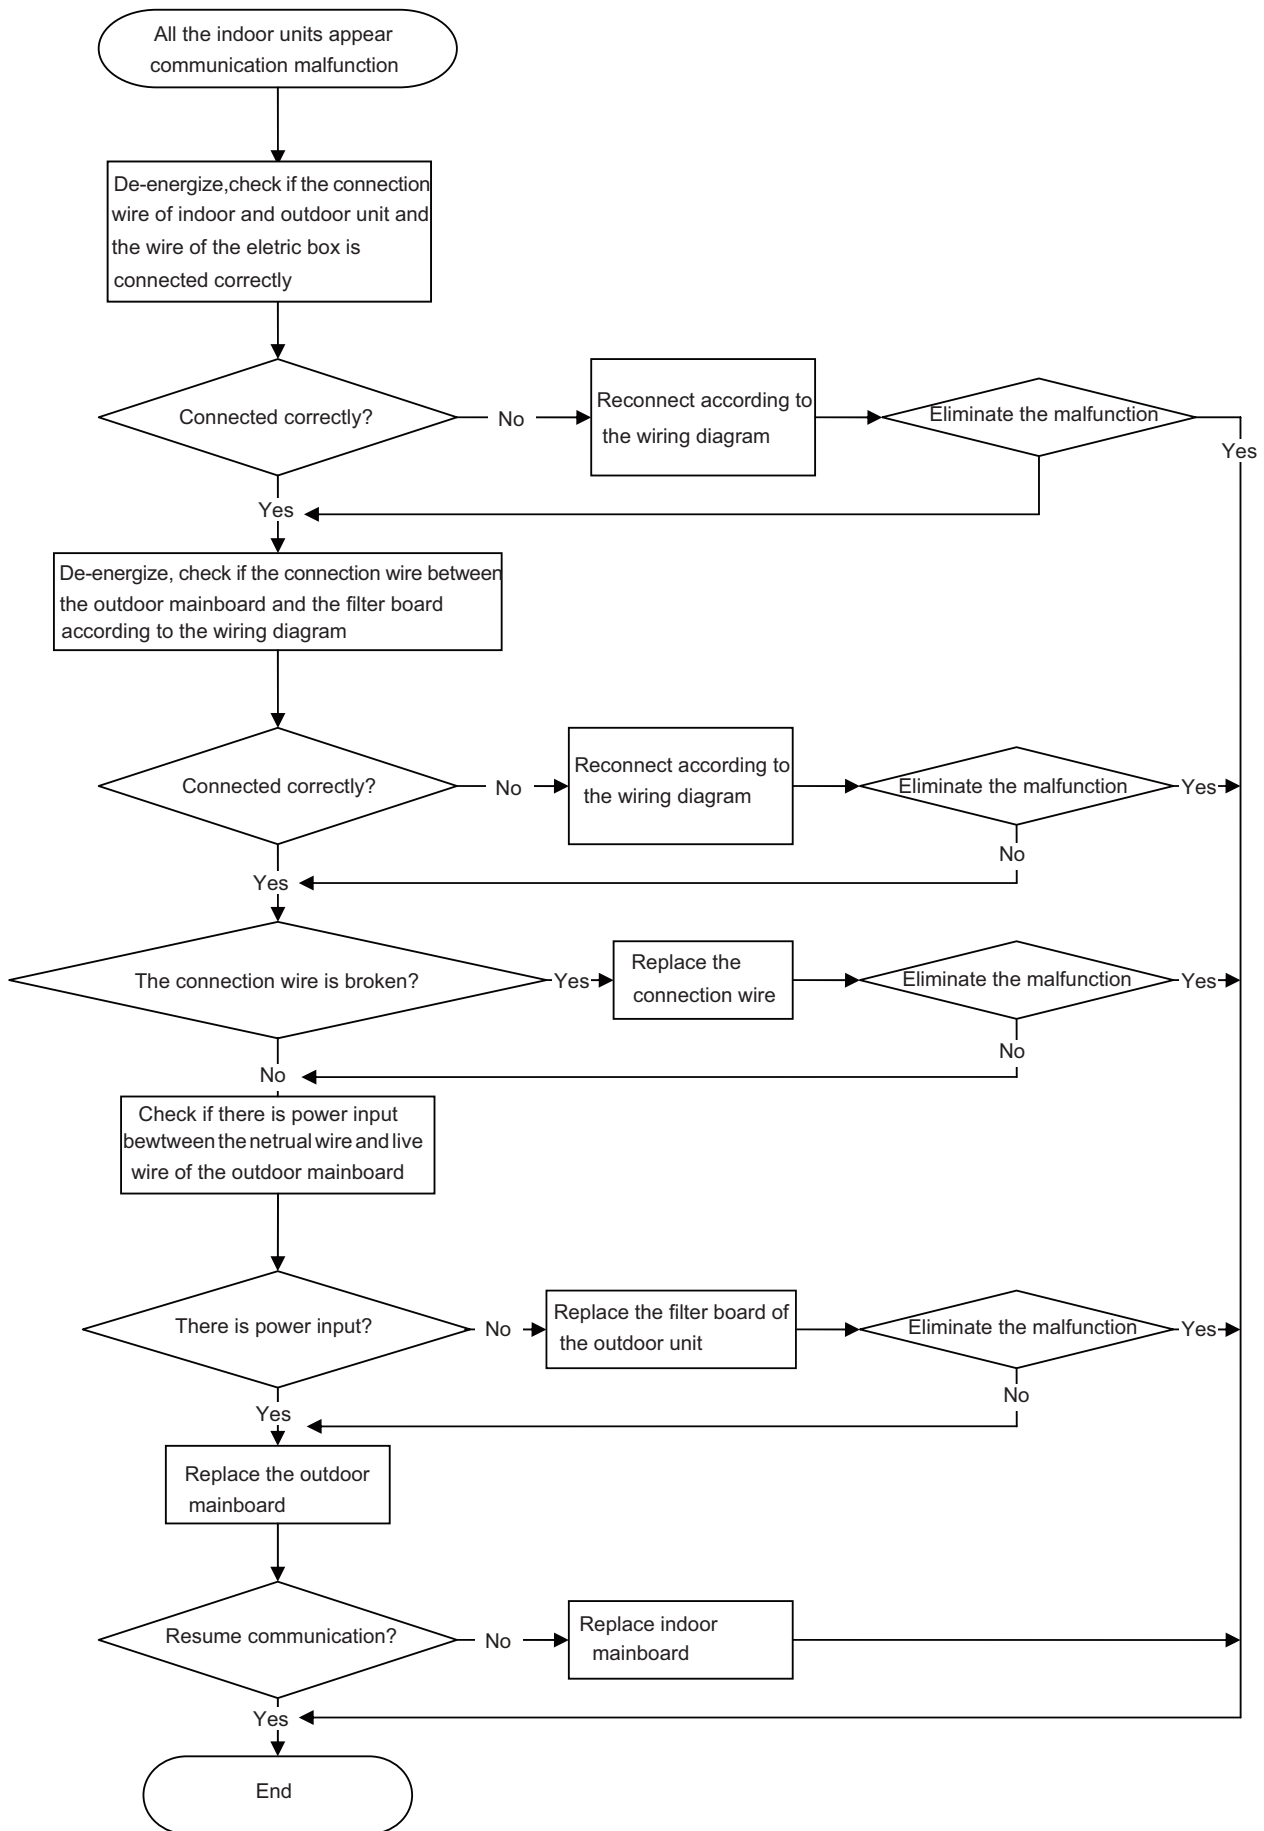 All the indoor units appear
communication malfunction
De-energize,check if the connection
wire of indoor and outdoor unit and
the wire of the eletric box is
connected correctly
Connected correctly?
No
Reconnect according to
the wiring diagram
Eliminate the malfunction
Yes
Yes
De-energize, check if the connection wire between
the outdoor mainboard and the filter board
according to the wiring diagram
Connected correctly?
No
Reconnect according to
the wiring diagram
Eliminate the malfunction
Yes
No
Yes
The connection wire is broken?
Yes
Replace the
connection wire
Eliminate the malfunction
Yes
No
No
Check if there is power input
bewtween the netrual wire and live
wire of the outdoor mainboard
There is power input?
No
Replace the filter board of
the outdoor unit
Eliminate the malfunction
Yes
No
Yes
Replace the outdoor
mainboard
Resume communication?
No
Replace indoor
mainboard
Yes
End